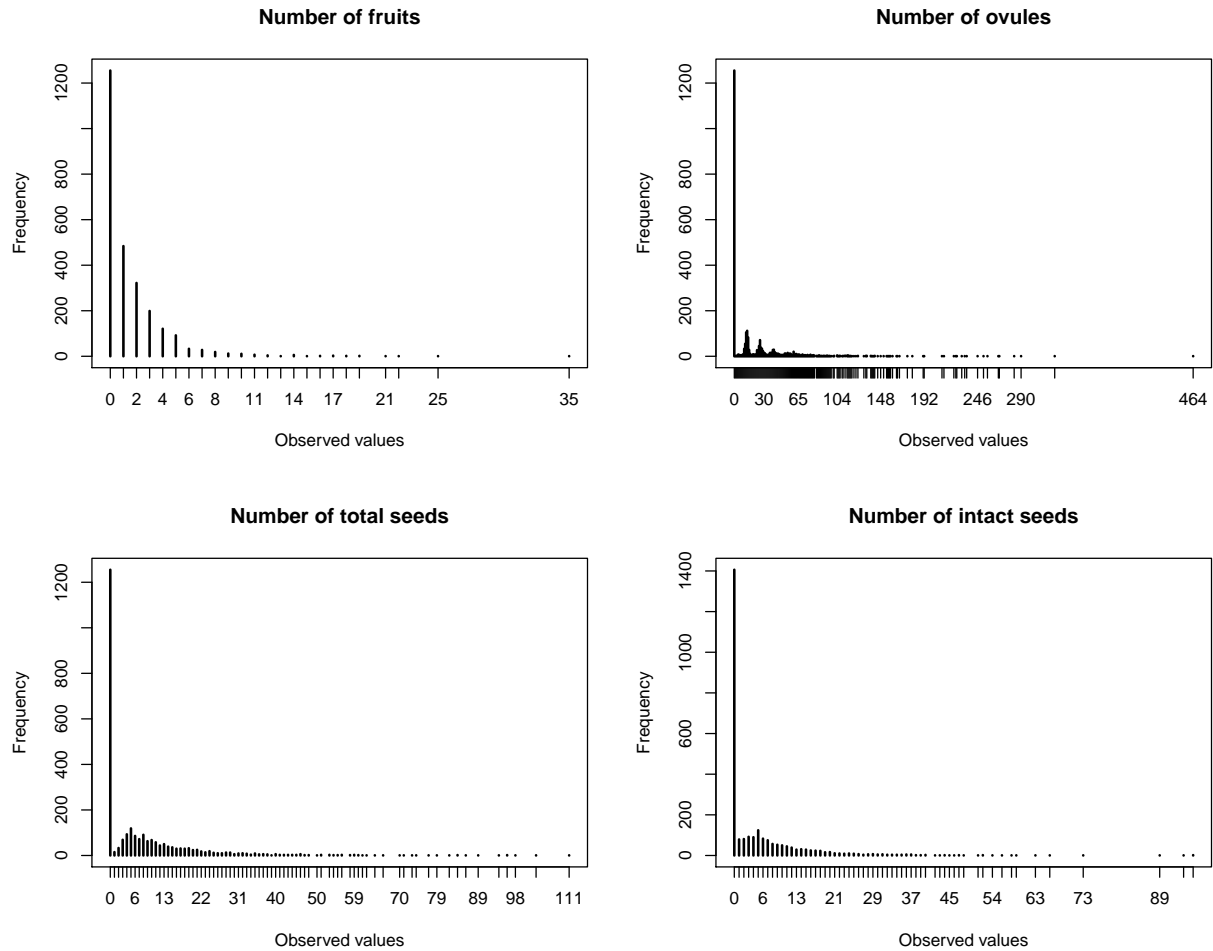 Number of fruits
Frequency
1200
800
600
400
200
0
0 2 4 6 8 11 14 17 21 25 35
Observed values
Number of ovules
Frequency
1200
800
600
400
200
0
0 30 65 104 148 192 246 290 464
Observed values
Number of total seeds
Frequency
1200
800
600
400
200
0
0 6 13 22 31 40 50 59 70 79 89 98 111
Observed values
Number of intact seeds
Frequency
1400
1000
600
200
0
0 6 13 21 29 37 45 54 63 73 89
Observed values